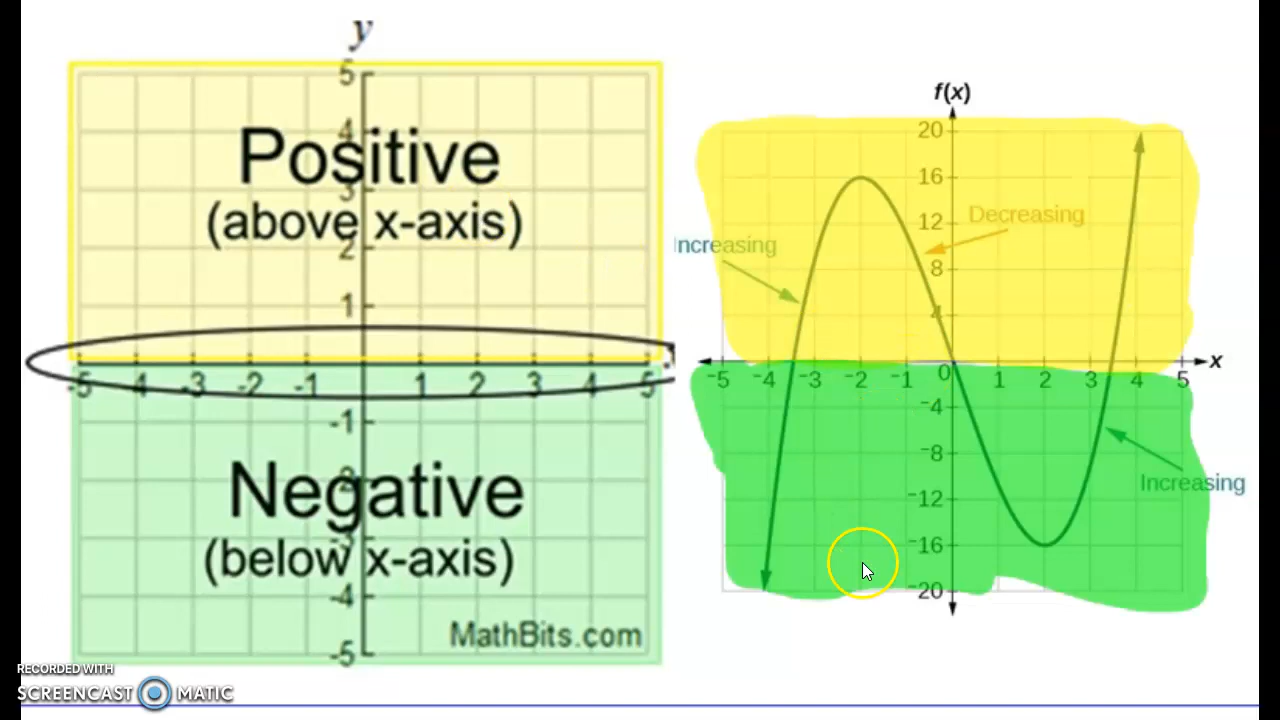 y
5
Positive
4
3
(above x-axis)
2
1
-5 -4 -3 -2 -1 1 2 3 4 5
-1
Negative
(below x-axis)
-4
MathBits.com
-5
f(x)
20
16
12
Decreasing
Increasing
8
4
x
-5 -4 -3 -2 -1 0 1 2 3 4 5
-4
-8
Increasing
-12
-16
-20
RECORDED WITH
SCREENCAST MATIC